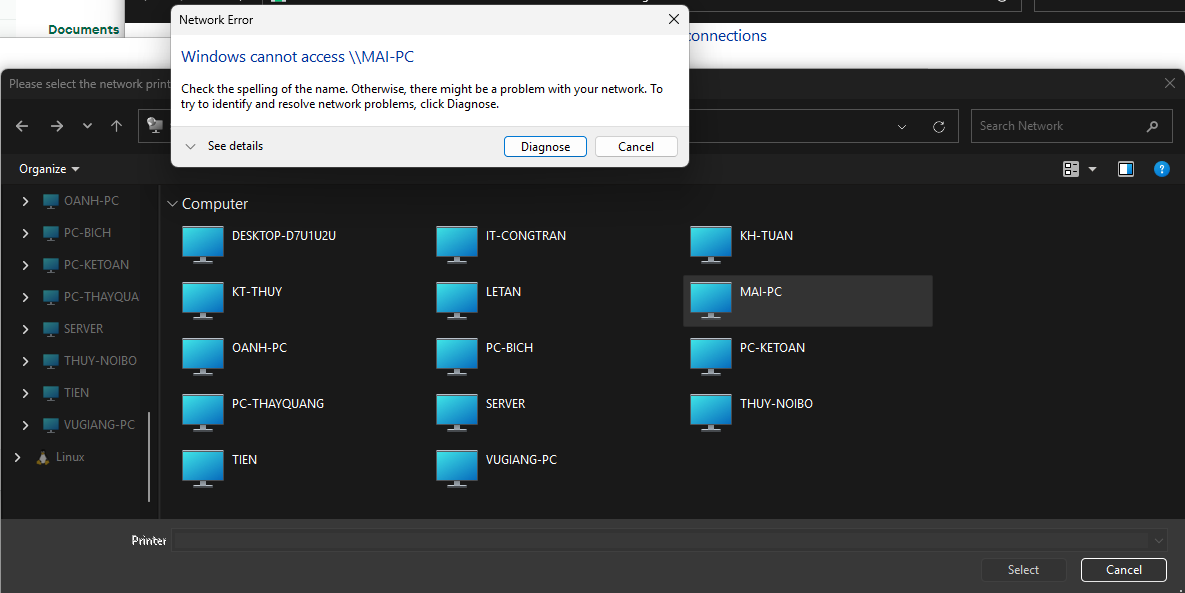 Documents
Network Error
Windows cannot access \\MAI-PC
connections
Check the spelling of the name. Otherwise, there might be a problem with your network. To
try to identify and resolve network problems, click Diagnose.
See details
Diagnose
Cancel
Please select the network print
Search Network
Organize
OANH-PC
PC-BICH
PC-KETOAN
PC-THAYQUA
SERVER
THUY-NOIBO
TIEN
VUGIANG-PC
Linux
Computer
DESKTOP-D7U1U2U
IT-CONGTRAN
KH-TUAN
KT-THUY
LETAN
MAI-PC
OANH-PC
PC-BICH
PC-KETOAN
PC-THAYQUANG
SERVER
THUY-NOIBO
TIEN
VUGIANG-PC
Printer
Select
Cancel